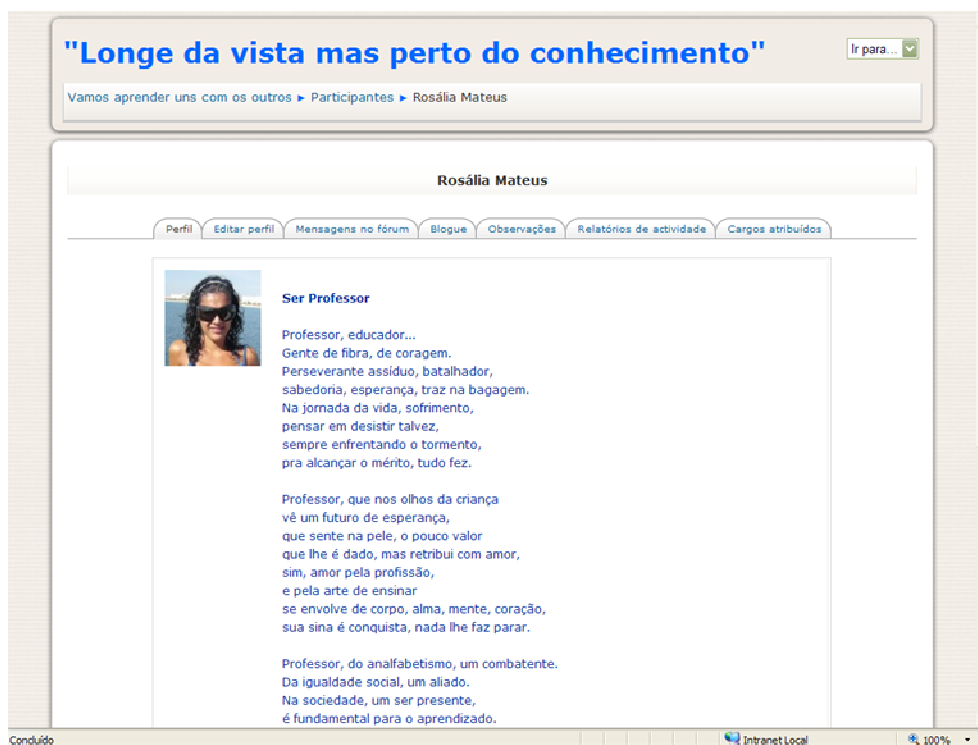 "Longe da vista mas perto do conhecimento"
Ir para...
Vamos aprender uns com os outros ► Participantes ► Rosália Mateus
Rosália Mateus
Perfil Editar perfil Mensagens no fórum Blogue Observações Relatórios de actividade Cargos atribuídos
Ser Professor
Professor, educador...
Gente de fibra, de coragem.
Perseverante assíduo, batalhador,
sabedoria, esperança, traz na bagagem.
Na jornada da vida, sofrimento,
pensar em desistir talvez,
sempre enfrentando o tormento,
pra alcançar o mérito, tudo fez.
Professor, que nos olhos da criança
vê um futuro de esperança,
que sente na pele, o pouco valor
que lhe é dado, mas retribui com amor,
sim, amor pela profissão,
e pela arte de ensinar
se envolve de corpo, alma, mente, coração,
sua sina é conquista, nada lhe faz parar.
Professor, do analfabetismo, um combatente.
Da igualdade social, um aliado.
Na sociedade, um ser presente,
é fundamental para o aprendizado.
Concluído Intranet Local 100%